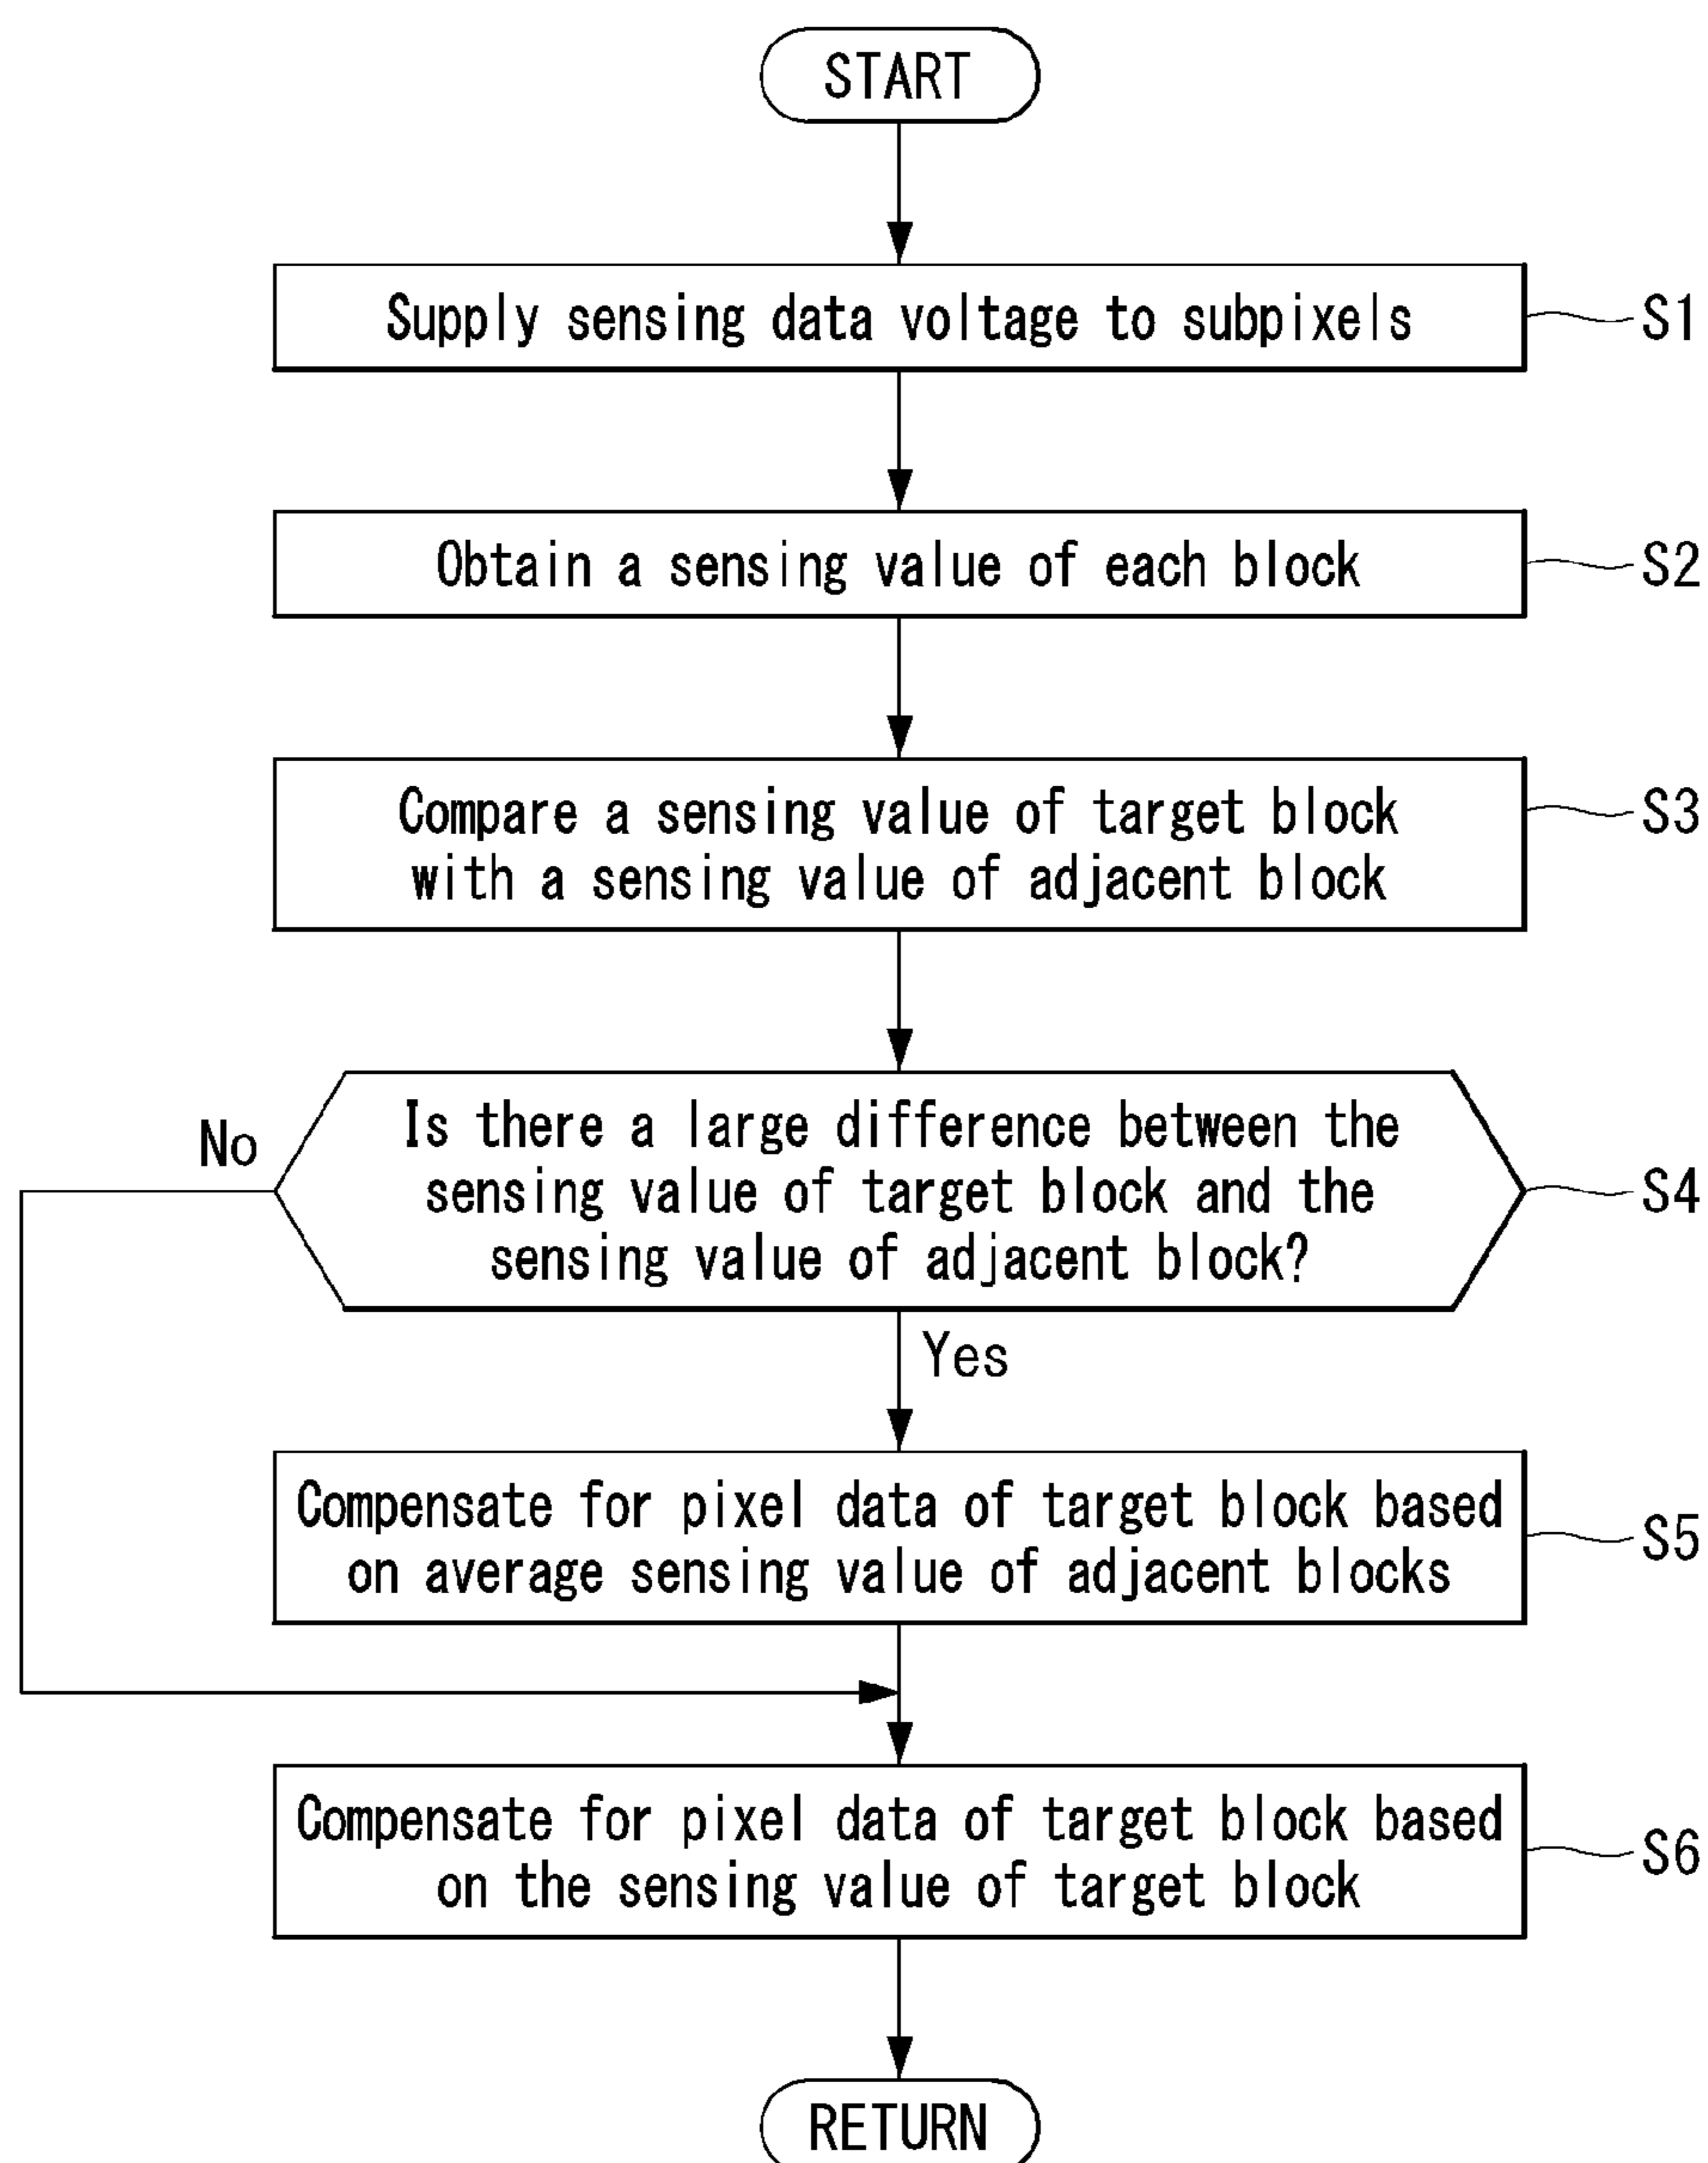 START
Supply sensing data voltage to subpixels
S1
Obtain a sensing value of each block
S2
Compare a sensing value of target block
with a sensing value of adjacent block
S3
Is there a large difference between the
sensing value of target block and the
sensing value of adjacent block?
S4
No
Yes
Compensate for pixel data of target block based
on average sensing value of adjacent blocks
S5
Compensate for pixel data of target block based
on the sensing value of target block
S6
RETURN